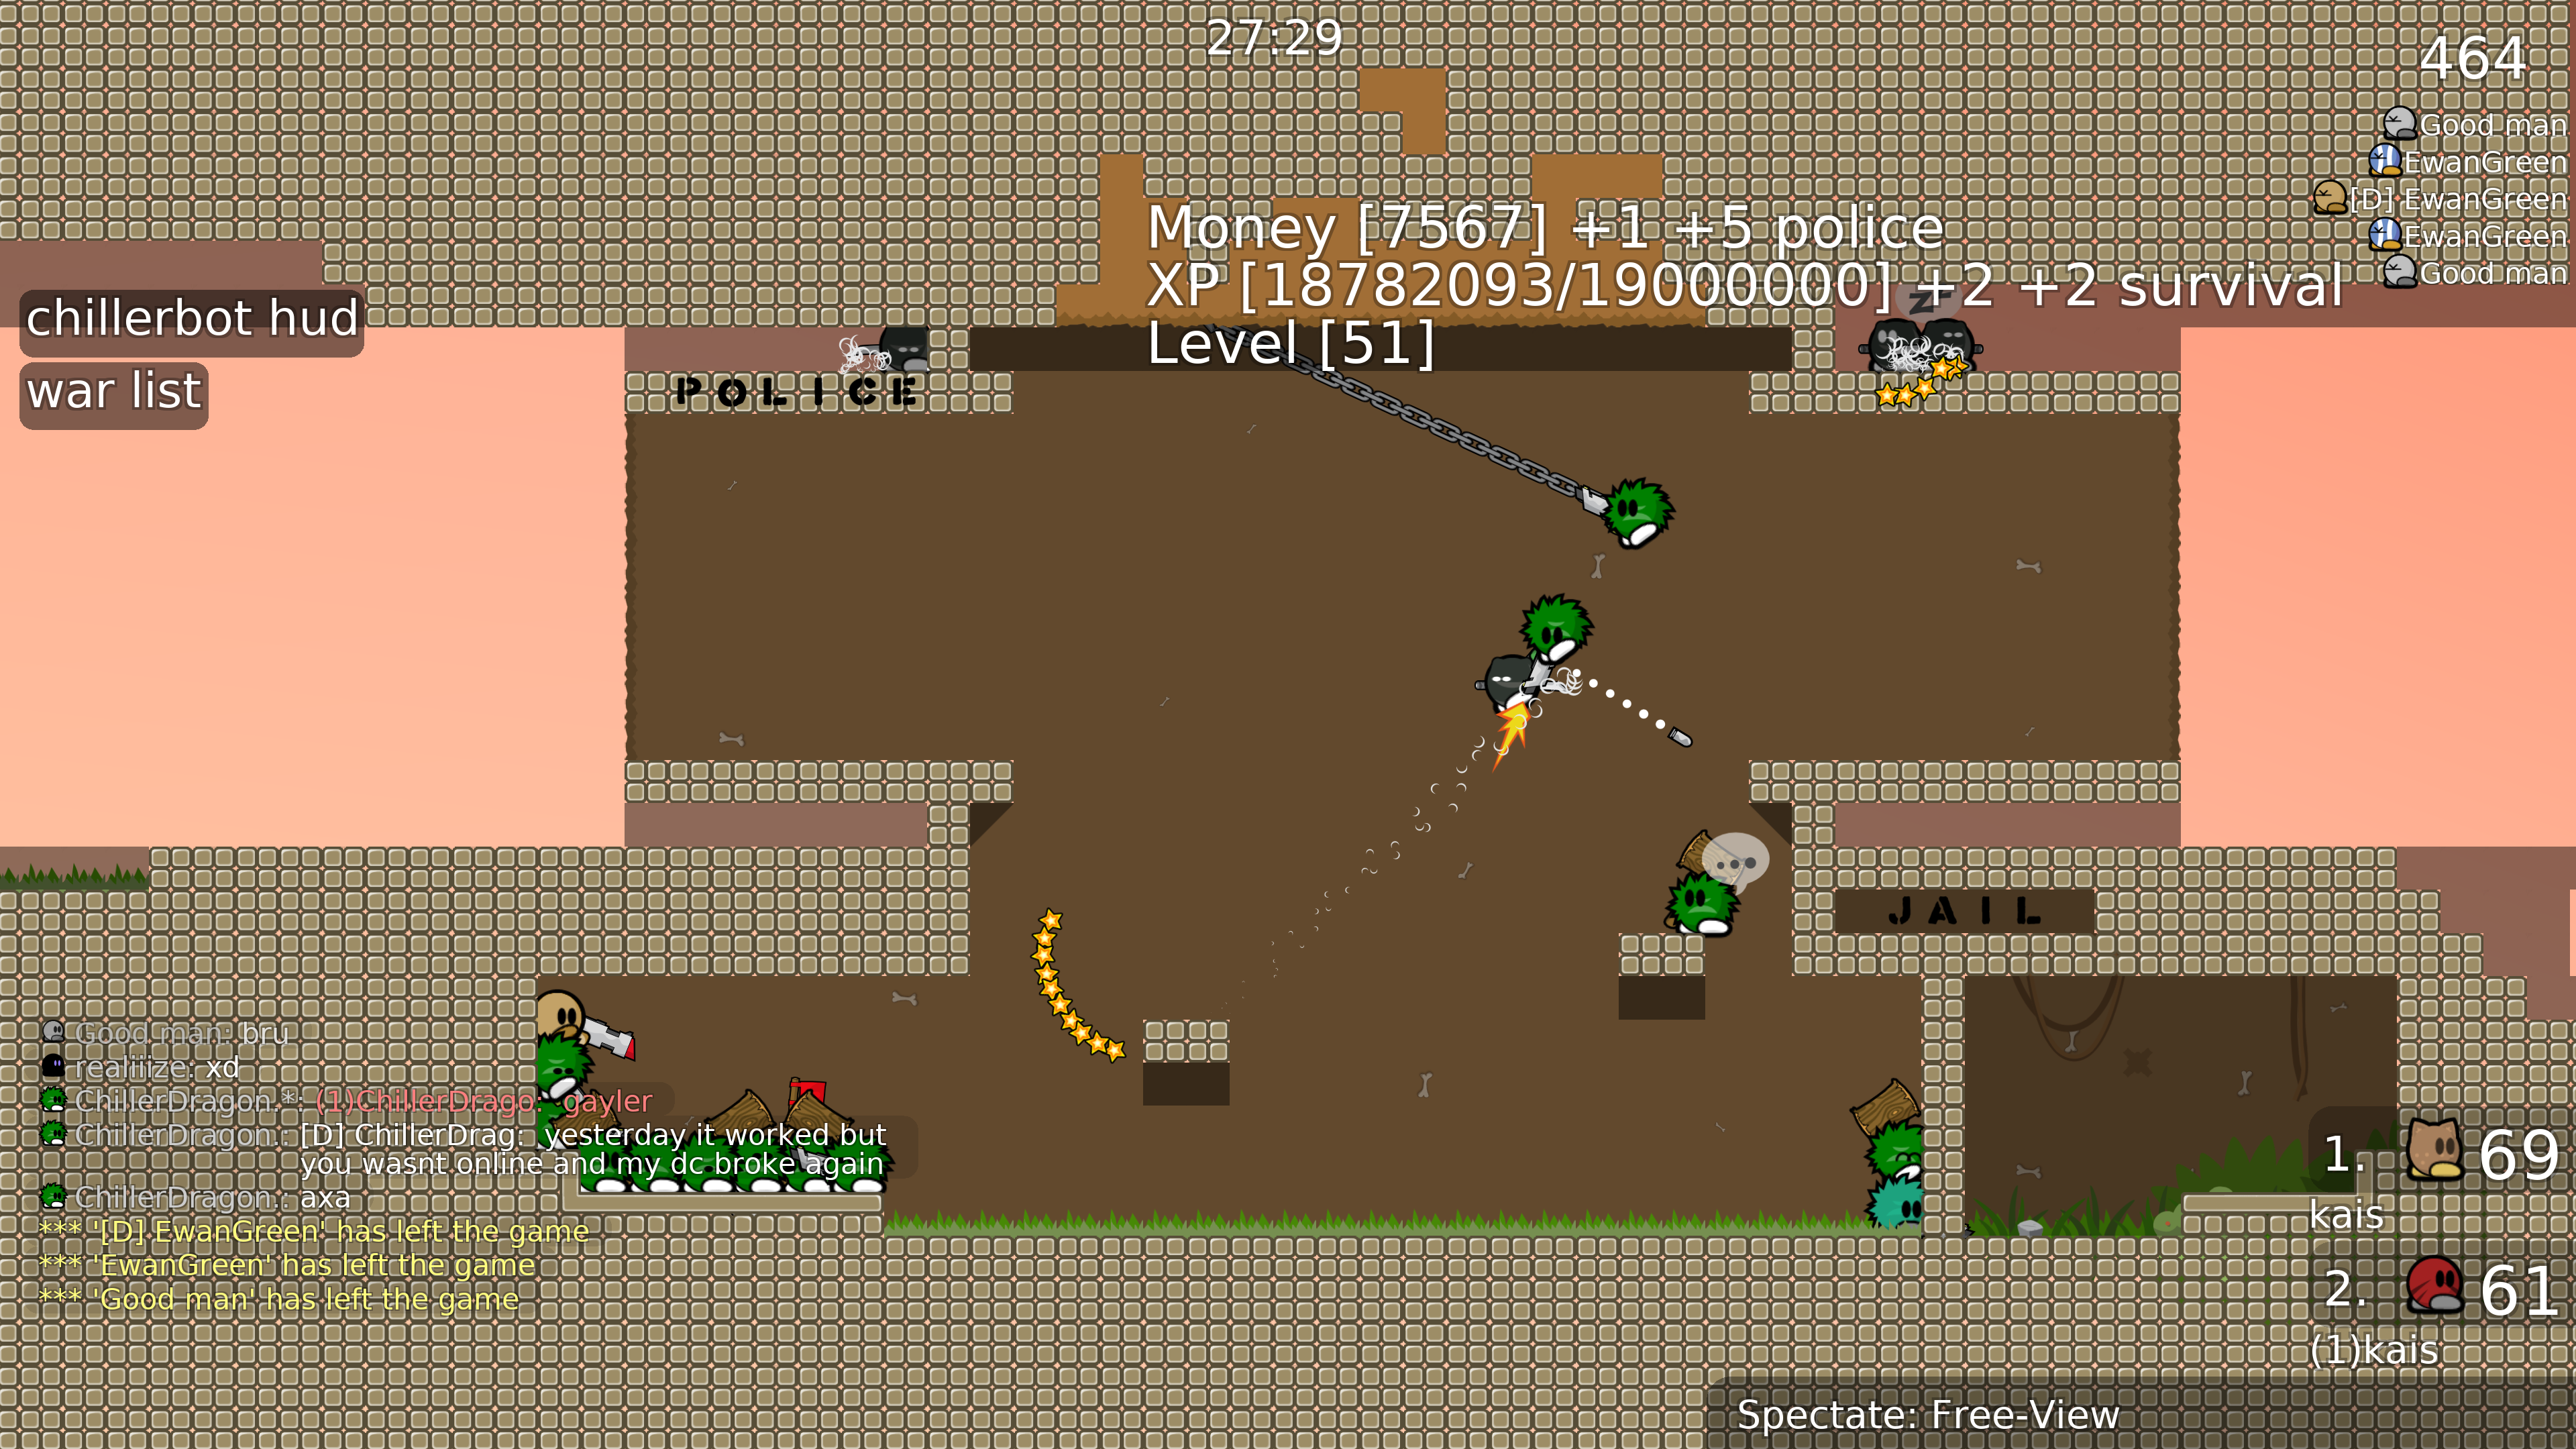 27:29
464
Good man
EwanGreen
[D] EwanGreen
EwanGreen
Good man
Money [7567] +1 +5 police
XP [18782093/19000000] +2 +2 survival
Level [51]
chillerbot hud
war list
POLICE
JAIL
Good man: bru
realiiize: xd
ChillerDragon.*: (1)ChillerDrago: gayler
ChillerDragon.: [D] ChillerDrag: yesterday it worked but
you wasnt online and my dc broke again
ChillerDragon.: axa
*** '[D] EwanGreen' has left the game
*** 'EwanGreen' has left the game
*** 'Good man' has left the game
1. 69
kais
2. 61
(1)kais
Spectate: Free-View